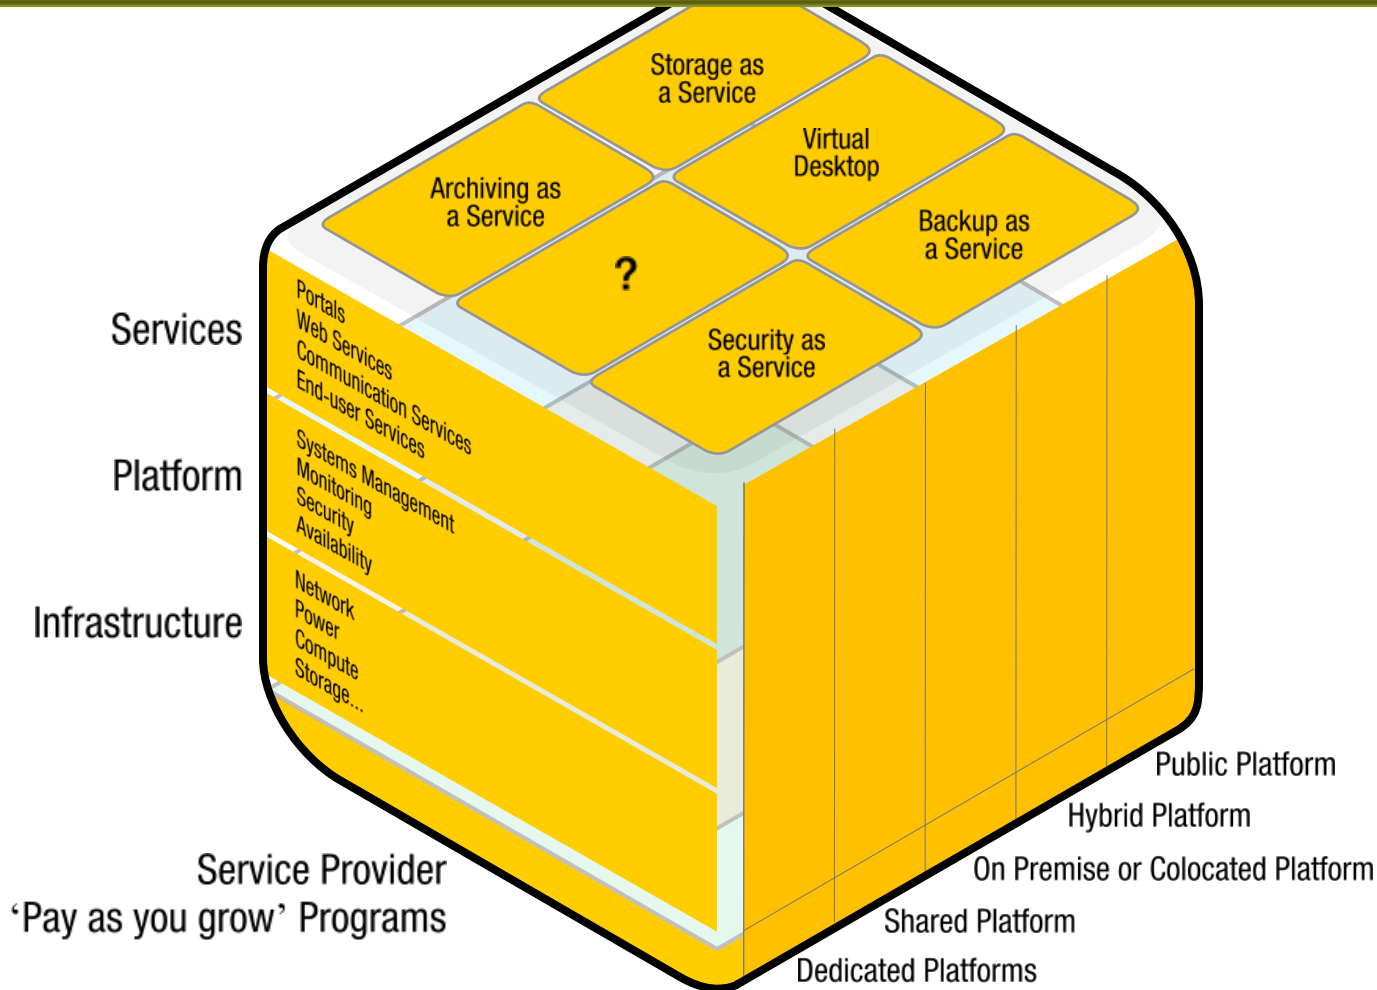 Storage as
a Service
Virtual
Desktop
Archiving as
a Service
Backup as
a Service
?
Security as
a Service
Services
Portals
Web Services
Communication Services
End-user Services
Platform
Systems Management
Monitoring
Security
Availability
Infrastructure
Network
Power
Compute
Storage...
Service Provider
‘Pay as you grow’ Programs
Public Platform
Hybrid Platform
On Premise or Colocated Platform
Shared Platform
Dedicated Platforms